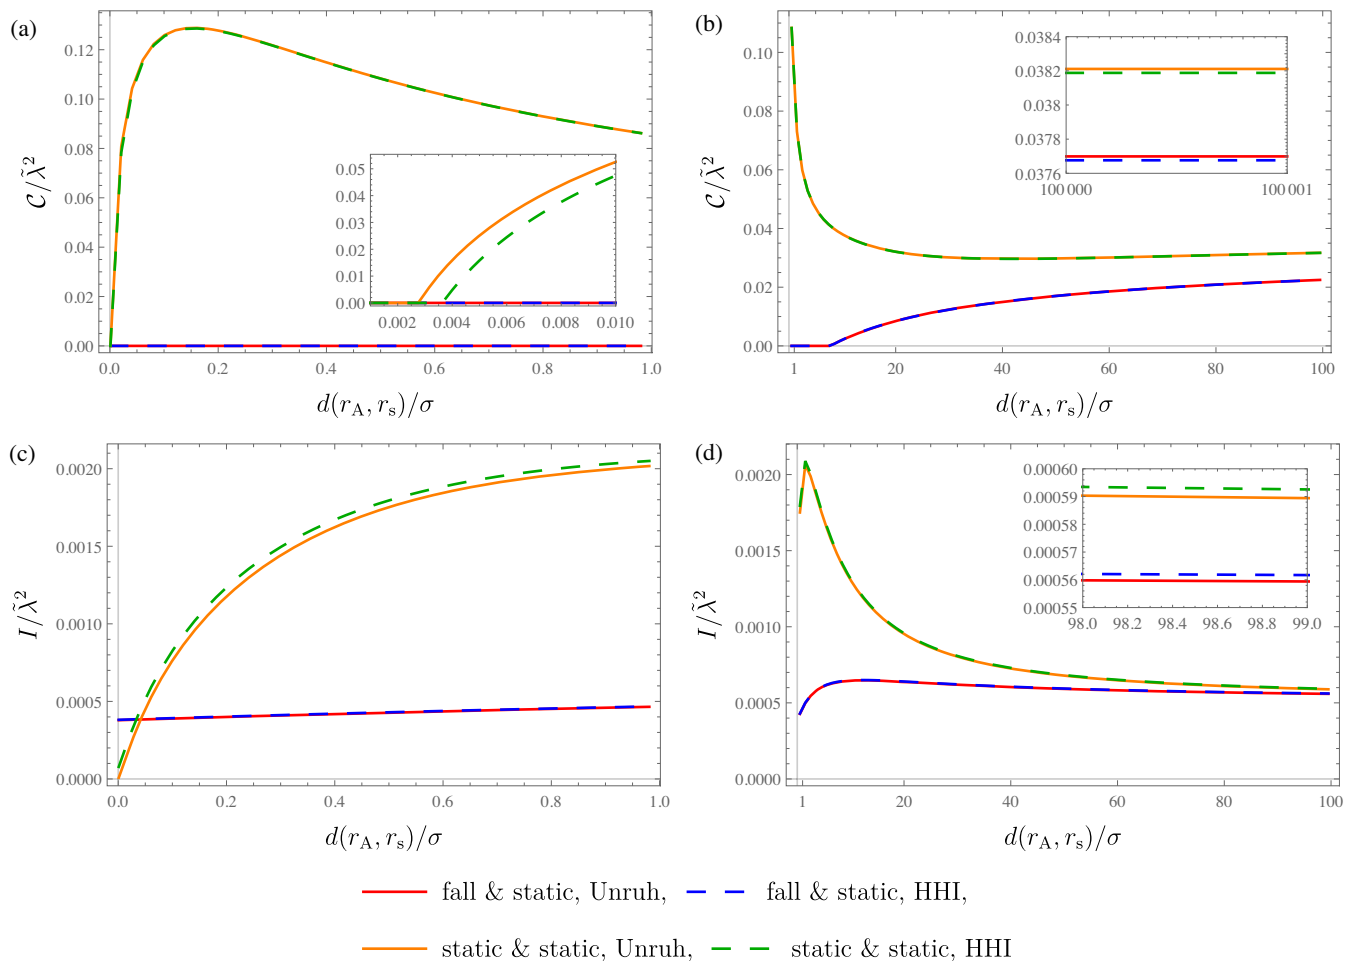 (a)
0.12
0.10
0.08
0.06
0.04
0.02
0.00
C/λ̃²
0.05
0.04
0.03
0.02
0.01
0.00
0.002 0.004 0.006 0.008 0.010
0.0 0.2 0.4 0.6 0.8 1.0
d(r_A, r_s)/σ
(b)
0.10
0.08
0.06
0.04
0.02
0.00
C/λ̃²
0.0384
0.0382
0.038
0.0378
0.0376
100 000 100 001
1 20 40 60 80 100
d(r_A, r_s)/σ
(c)
0.0020
0.0015
0.0010
0.0005
0.0000
I/λ̃²
0.0 0.2 0.4 0.6 0.8 1.0
d(r_A, r_s)/σ
(d)
0.0020
0.0015
0.0010
0.0005
0.0000
I/λ̃²
0.00060
0.00059
0.00058
0.00057
0.00056
0.00055
98.0 98.2 98.4 98.6 98.8 99.0
1 20 40 60 80 100
d(r_A, r_s)/σ
fall & static, Unruh, fall & static, HHI,
static & static, Unruh, static & static, HHI